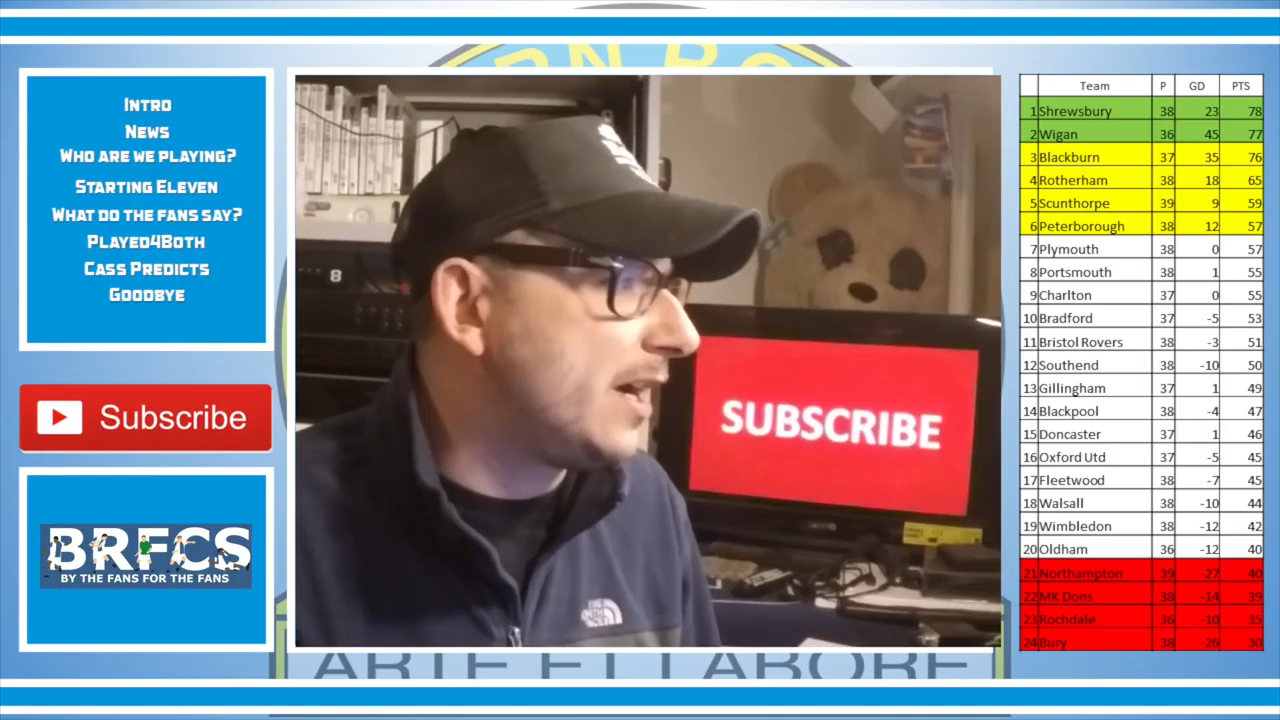 RN RO
INTRO
NEWS
WHO ARE WE PLAYING?
STARTING ELEVEN
WHAT DO THE FANS SAY?
PLAYED4BOTH
CASS PREDICTS
GOODBYE
Subscribe
BRFCS
BY THE FANS FOR THE FANS
8
SUBSCRIBE
THE NORTH FACE
ARTE ET LABORE
Team P GD PTS
1 Shrewsbury 38 23 78
2 Wigan 36 45 77
3 Blackburn 37 35 76
4 Rotherham 38 18 65
5 Scunthorpe 39 9 59
6 Peterborough 38 12 57
7 Plymouth 38 0 57
8 Portsmouth 38 1 55
9 Charlton 37 0 55
10 Bradford 37 -5 53
11 Bristol Rovers 38 -3 51
12 Southend 38 -10 50
13 Gillingham 37 1 49
14 Blackpool 38 -4 47
15 Doncaster 37 1 46
16 Oxford Utd 37 -5 45
17 Fleetwood 38 -7 45
18 Walsall 38 -10 44
19 Wimbledon 38 -12 42
20 Oldham 36 -12 40
21 Northampton 39 -27 40
22 MK Dons 38 -14 39
23 Rochdale 36 -10 35
24 Bury 38 -26 30